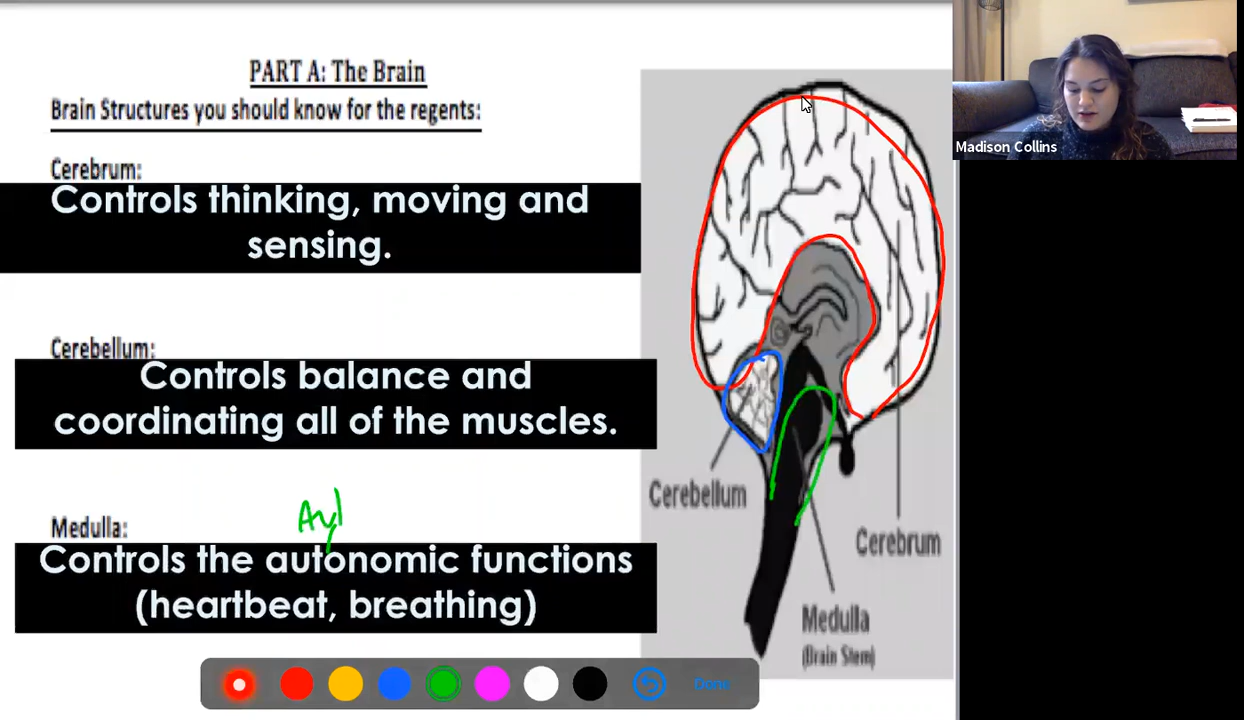 PART A: The Brain
Brain Structures you should know for the regents:
Cerebrum:
Controls thinking, moving and
sensing.
Cerebellum:
Controls balance and
coordinating all of the muscles.
Medulla:
Controls the autonomic functions
(heartbeat, breathing)
Cerebellum
Cerebrum
Medulla
(Brain Stem)
Madison Collins
Done